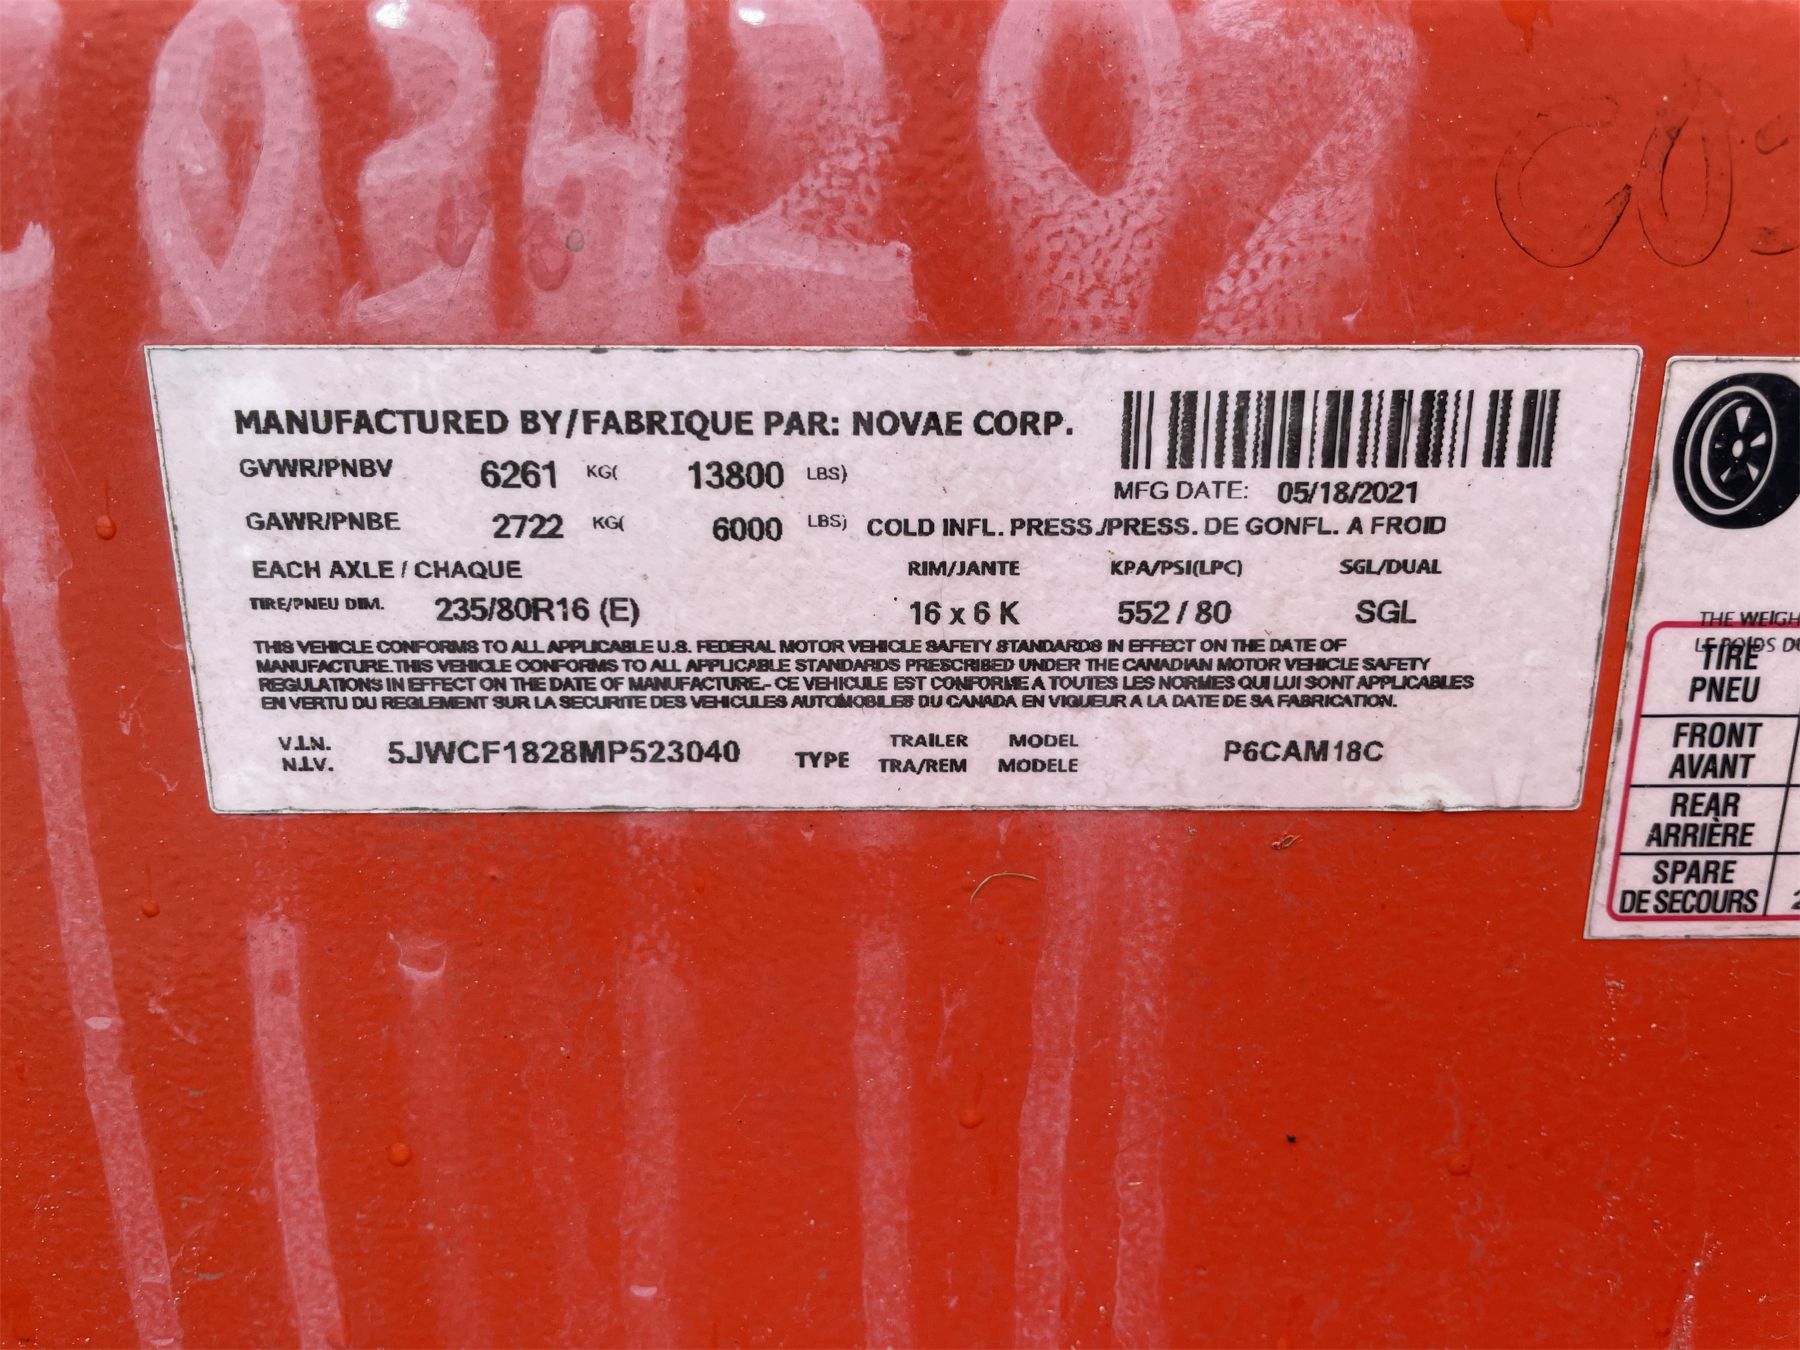 034207
MANUFACTURED BY/FABRIQUE PAR: NOVAE CORP.
GVWR/PNBV 6261 KG( 13800 LBS)
MFG DATE: 05/18/2021
GAWR/PNBE 2722 KG( 6000 LBS) COLD INFL. PRESS./PRESS. DE GONFL. A FROID
EACH AXLE / CHAQUE RIM/JANTE KPA/PSI(LPC) SGL/DUAL
TIRE/PNEU DIM. 235/80R16 (E) 16 x 6 K 552 / 80 SGL
THIS VEHICLE CONFORMS TO ALL APPLICABLE U.S. FEDERAL MOTOR VEHICLE SAFETY STANDARDS IN EFFECT ON THE DATE OF
MANUFACTURE. THIS VEHICLE CONFORMS TO ALL APPLICABLE STANDARDS PRESCRIBED UNDER THE CANADIAN MOTOR VEHICLE SAFETY
REGULATIONS IN EFFECT ON THE DATE OF MANUFACTURE.- CE VEHICULE EST CONFORME A TOUTES LES NORMES QUI LUI SONT APPLICABLES
EN VERTU DU REGLEMENT SUR LA SECURITE DES VEHICULES AUTOMOBILES DU CANADA EN VIGUEUR A LA DATE DE SA FABRICATION.
V.I.N. 5JWCF1828MP523040 TYPE TRAILER MODEL P6CAM18C
N.I.V. TRA/REM MODELE
THE WEIGH
LE POIDS DU
TIRE
PNEU
FRONT
AVANT
REAR
ARRIÈRE
SPARE
DE SECOURS 2